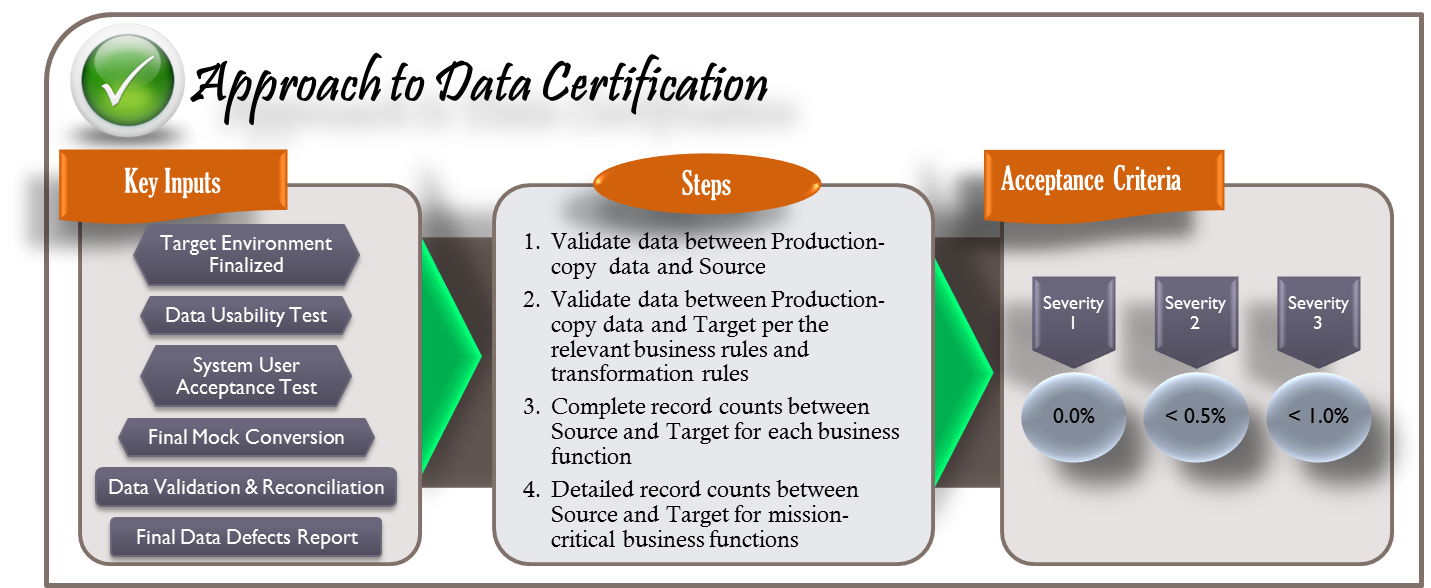 Approach to Data Certification
Key Inputs
Target Environment
Finalized
Data Usability Test
System User
Acceptance Test
Final Mock Conversion
Data Validation & Reconciliation
Final Data Defects Report
Steps
1. Validate data between Production-
copy data and Source
2. Validate data between Production-
copy data and Target per the
relevant business rules and
transformation rules
3. Complete record counts between
Source and Target for each business
function
4. Detailed record counts between
Source and Target for mission-
critical business functions
Acceptance Criteria
Severity
1
0.0%
Severity
2
< 0.5%
Severity
3
< 1.0%